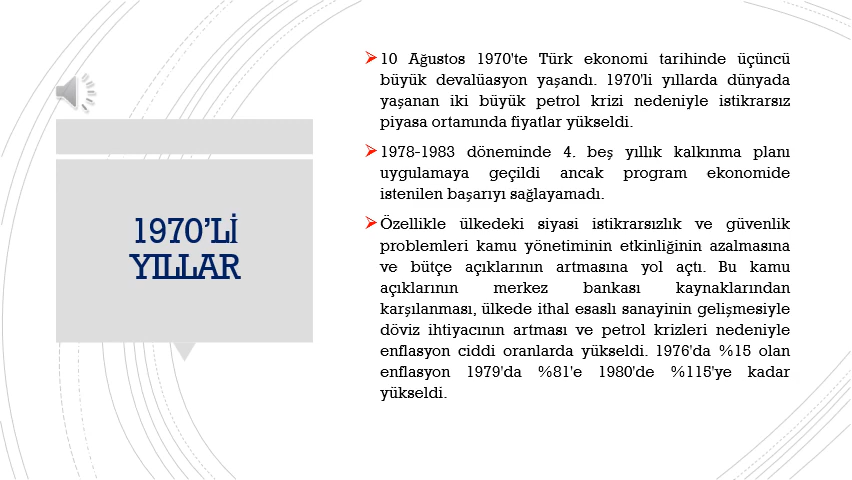 1970’Lİ
YILLAR
10 Ağustos 1970'te Türk ekonomi tarihinde üçüncü
büyük devalüasyon yaşandı. 1970'li yıllarda dünyada
yaşanan iki büyük petrol krizi nedeniyle istikrarsız
piyasa ortamında fiyatlar yükseldi.
1978-1983 döneminde 4. beş yıllık kalkınma planı
uygulamaya geçildi ancak program ekonomide
istenilen başarıyı sağlayamadı.
Özellikle ülkedeki siyasi istikrarsızlık ve güvenlik
problemleri kamu yönetiminin etkinliğinin azalmasına
ve bütçe açıklarının artmasına yol açtı. Bu kamu
açıklarının merkez bankası kaynaklarından
karşılanması, ülkede ithal esaslı sanayinin gelişmesiyle
döviz ihtiyacının artması ve petrol krizleri nedeniyle
enflasyon ciddi oranlarda yükseldi. 1976'da %15 olan
enflasyon 1979'da %81'e 1980'de %115'ye kadar
yükseldi.